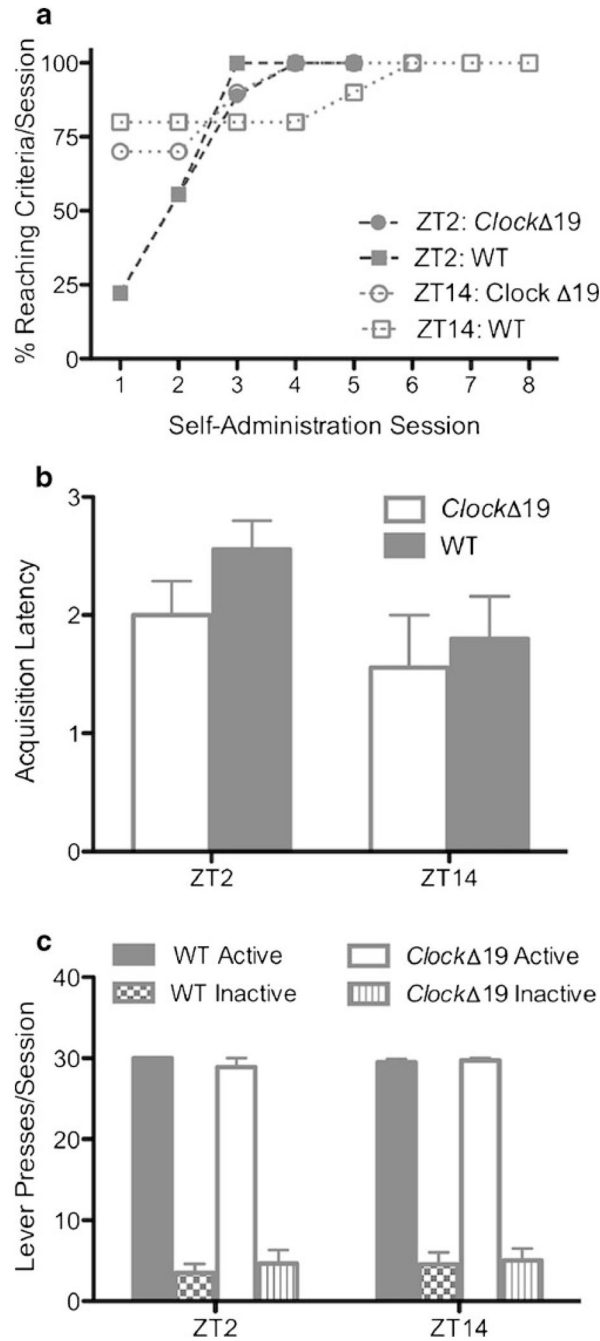 a
% Reaching Criteria/Session
100
75
50
25
0
ZT2: ClockΔ19
ZT2: WT
ZT14: Clock Δ19
ZT14: WT
1 2 3 4 5 6 7 8
Self-Administration Session
b
Acquisition Latency
3
2
1
0
ClockΔ19
WT
ZT2 ZT14
c
WT Active ClockΔ19 Active
WT Inactive ClockΔ19 Inactive
Lever Presses/Session
40
30
20
10
0
ZT2 ZT14